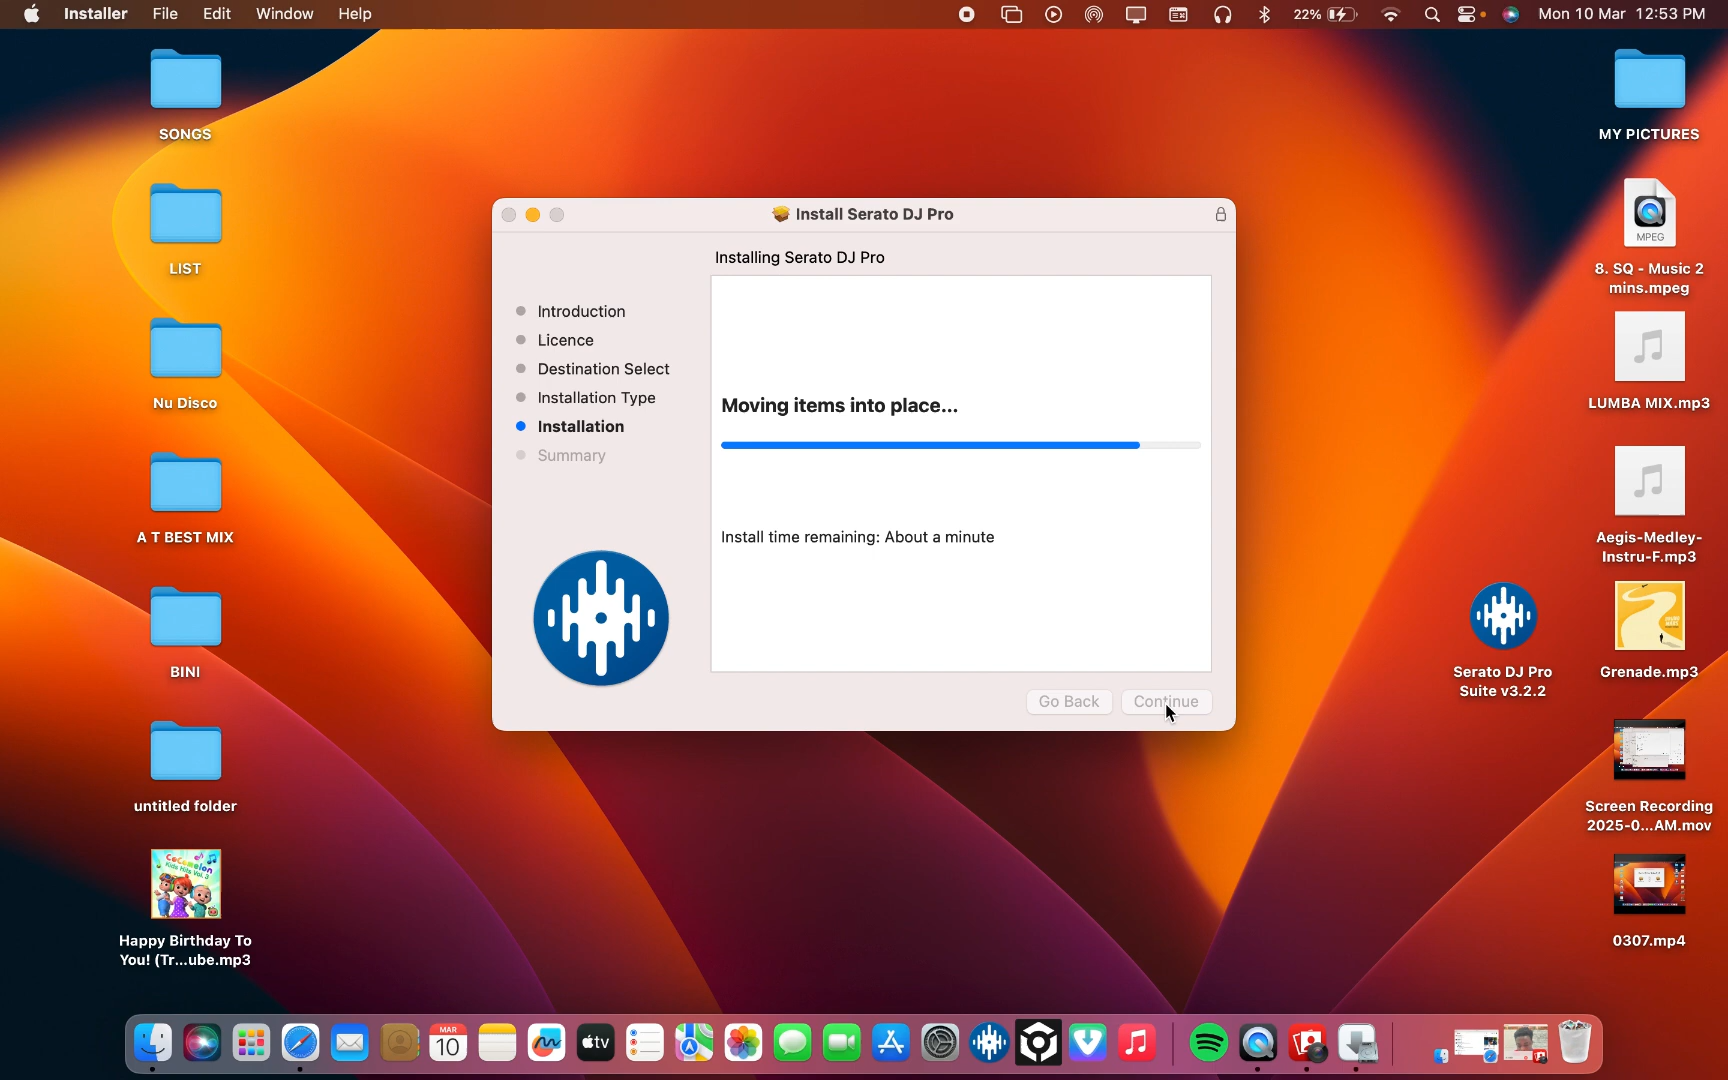 Installer File Edit Window Help
22%
Mon 10 Mar 12:53 PM
SONGS
LIST
Nu Disco
A T BEST MIX
BINI
untitled folder
Happy Birthday To
You! (Tr...ube.mp3
Install Serato DJ Pro
Installing Serato DJ Pro
Introduction
Licence
Destination Select
Installation Type
Installation
Summary
Moving items into place...
Install time remaining: About a minute
Go Back
Continue
MY PICTURES
MPEG
8. SQ - Music 2
mins.mpeg
LUMBA MIX.mp3
Aegis-Medley-
Instru-F.mp3
Serato DJ Pro
Suite v3.2.2
Grenade.mp3
Screen Recording
2025-0...AM.mov
0307.mp4
MAR
10
tv